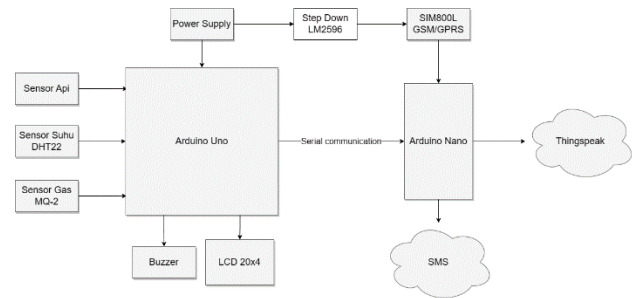 Power Supply
Step Down
LM2596
SIM800L
GSM/GPRS
Sensor Api
Sensor Suhu
DHT22
Sensor Gas
MQ-2
Arduino Uno
Serial communication
Arduino Nano
Thingspeak
Buzzer
LCD 20x4
SMS